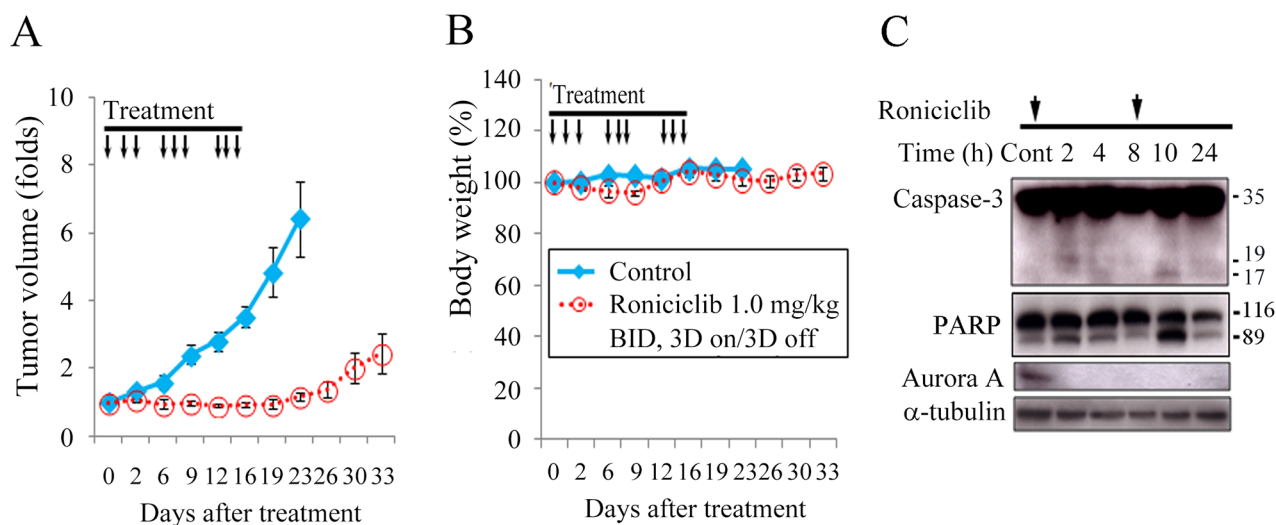 A
Tumor volume (folds)
10
8
6
4
2
0
Treatment
0 2 6 9 12 16 19 23 26 30 33
Days after treatment
B
Body weight (%)
140
120
100
80
60
40
20
0
Treatment
Control
Roniciclib 1.0 mg/kg
BID, 3D on/3D off
0 2 6 9 12 16 19 23 26 30 33
Days after treatment
C
Roniciclib
Time (h) Cont 2 4 8 10 24
Caspase-3
35
19
17
PARP
116
89
Aurora A
α-tubulin